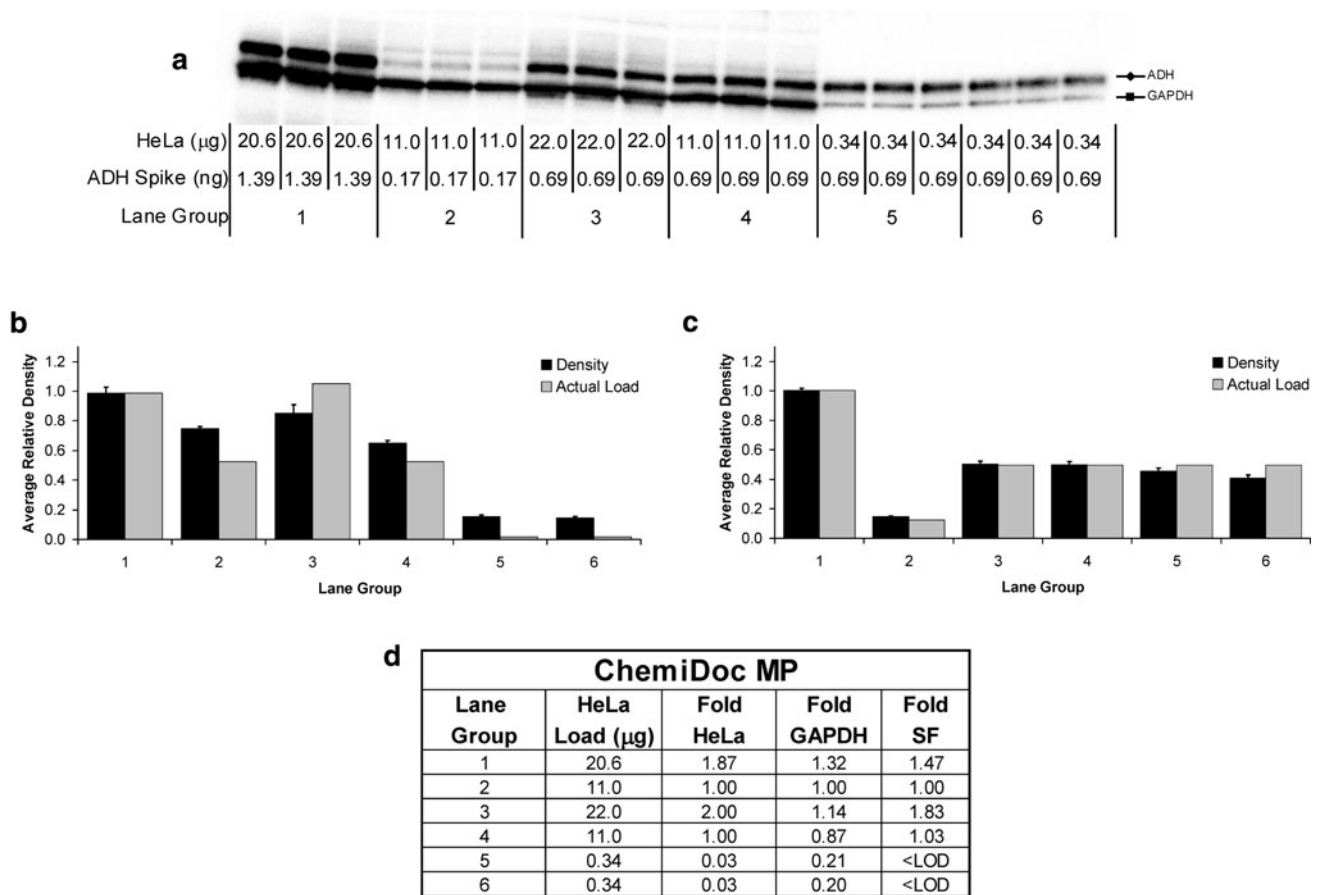 a
ADH
GAPDH
HeLa (μg) 20.6 20.6 20.6 11.0 11.0 11.0 22.0 22.0 22.0 11.0 11.0 11.0 0.34 0.34 0.34 0.34 0.34 0.34
ADH Spike (ng) 1.39 1.39 1.39 0.17 0.17 0.17 0.69 0.69 0.69 0.69 0.69 0.69 0.69 0.69 0.69 0.69 0.69 0.69
Lane Group 1 2 3 4 5 6
b
Average Relative Density
1.2
1.0
0.8
0.6
0.4
0.2
0.0
Density
Actual Load
1 2 3 4 5 6
Lane Group
c
Average Relative Density
1.2
1.0
0.8
0.6
0.4
0.2
0.0
Density
Actual Load
1 2 3 4 5 6
Lane Group
d
ChemiDoc MP
Lane Group HeLa Load (μg) Fold HeLa Fold GAPDH Fold SF
1 20.6 1.87 1.32 1.47
2 11.0 1.00 1.00 1.00
3 22.0 2.00 1.14 1.83
4 11.0 1.00 0.87 1.03
5 0.34 0.03 0.21 <LOD
6 0.34 0.03 0.20 <LOD